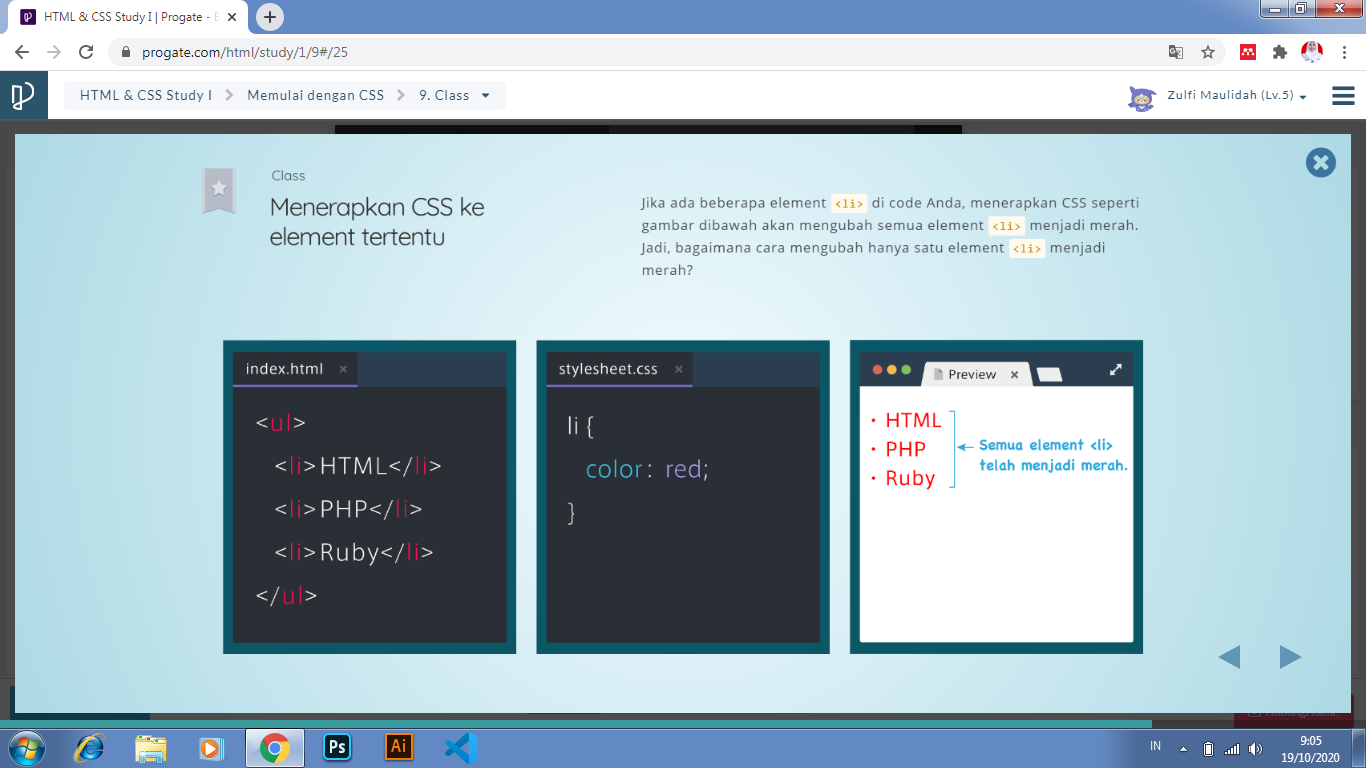 HTML & CSS Study I | Progate - E
progate.com/html/study/1/9#/25
HTML & CSS Study I
Memulai dengan CSS
9. Class
Zulfi Maulidah (Lv.5)
Class
Menerapkan CSS ke
element tertentu
Jika ada beberapa element <li> di code Anda, menerapkan CSS seperti
gambar dibawah akan mengubah semua element <li> menjadi merah.
Jadi, bagaimana cara mengubah hanya satu element <li> menjadi
merah?
index.html
<ul>
<li>HTML</li>
<li>PHP</li>
<li>Ruby</li>
</ul>
stylesheet.css
li {
color: red;
}
Preview
• HTML
• PHP
• Ruby
Semua element <li>
telah menjadi merah.
Ps
Ai
IN
9:05
19/10/2020